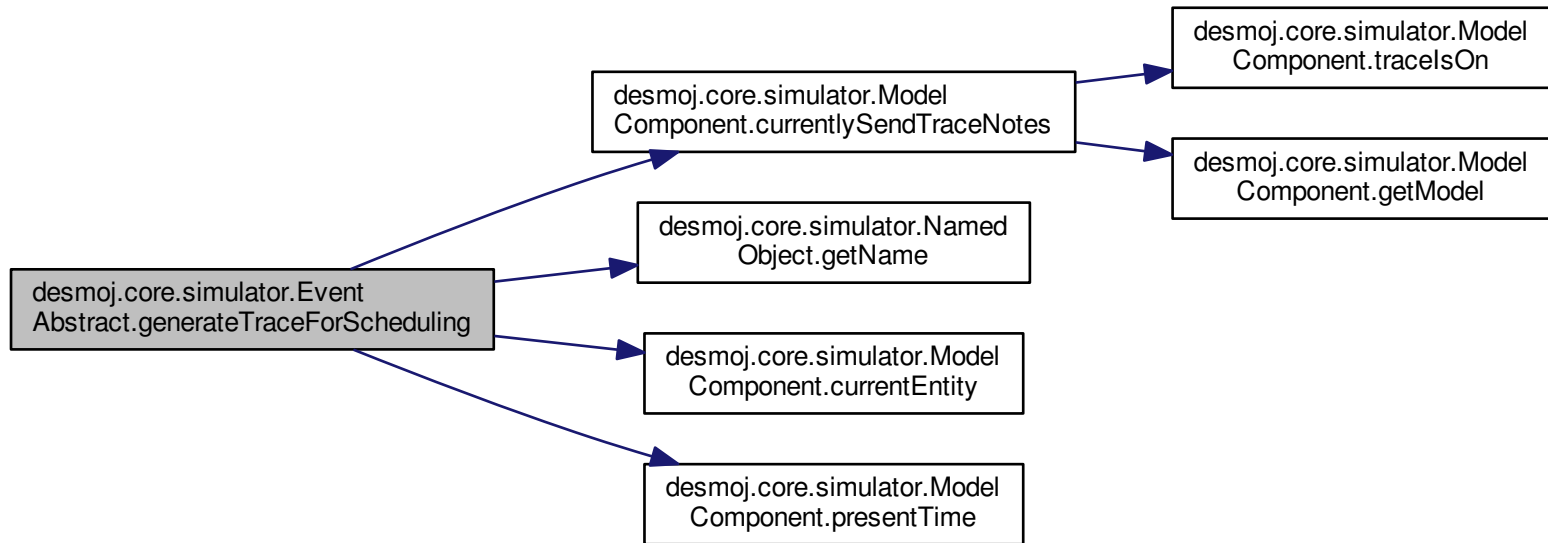 desmoj.core.simulator.Event
Abstract.generateTraceForScheduling
desmoj.core.simulator.Model
Component.currentlySendTraceNotes
desmoj.core.simulator.Model
Component.traceIsOn
desmoj.core.simulator.Model
Component.getModel
desmoj.core.simulator.Named
Object.getName
desmoj.core.simulator.Model
Component.currentEntity
desmoj.core.simulator.Model
Component.presentTime